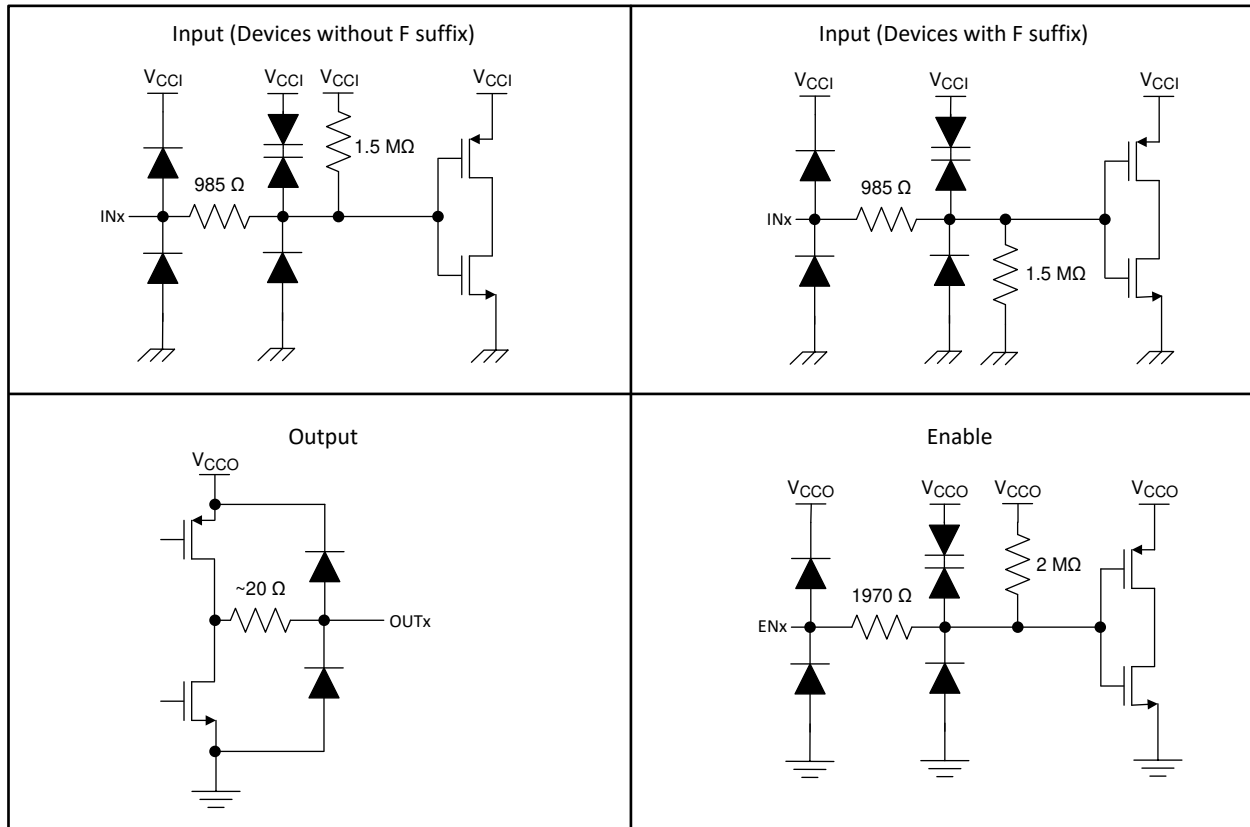 Input (Devices without F suffix)
VCCI VCCI VCCI VCCI
1.5 MΩ
985 Ω
INx
Input (Devices with F suffix)
VCCI VCCI VCCI
985 Ω
INx
1.5 MΩ
Output
VCCO
~20 Ω
OUTx
Enable
VCCO VCCO VCCO VCCO
2 MΩ
1970 Ω
ENx